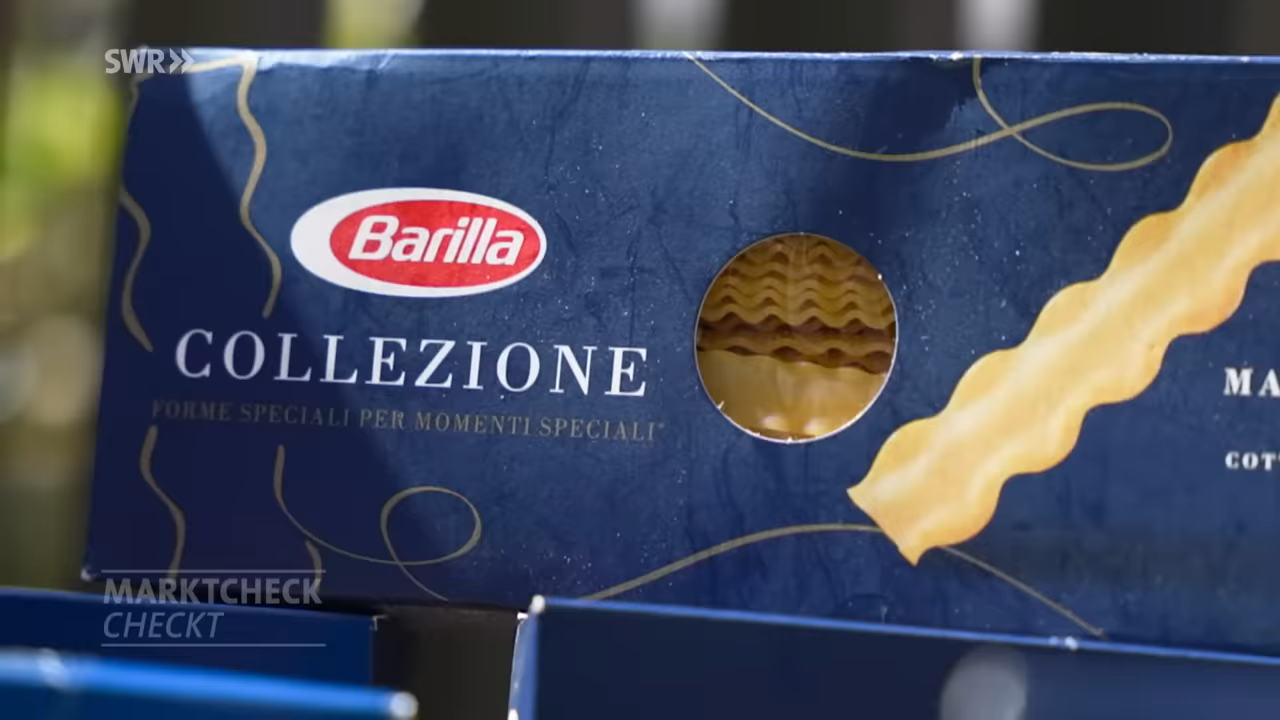 SWR»
Barilla
COLLEZIONE
FORME SPECIALI PER MOMENTI SPECIALI
MARKTCHECK
CHECKT